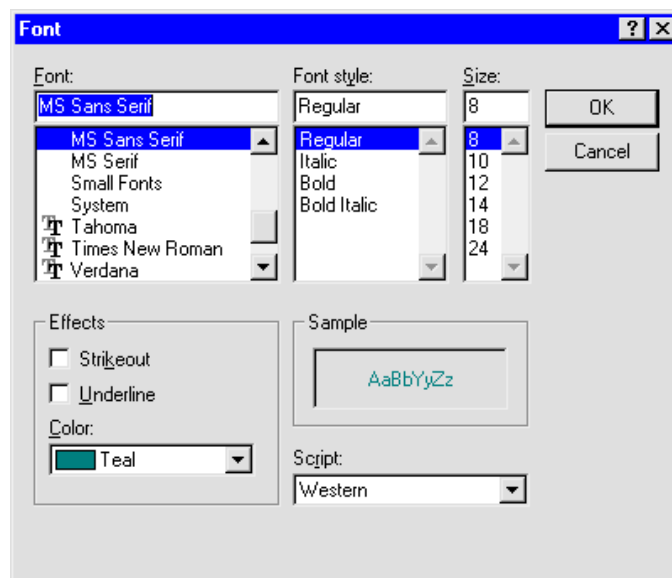 Font
Font:
MS Sans Serif
MS Sans Serif
MS Serif
Small Fonts
System
Tahoma
Times New Roman
Verdana
Font style:
Regular
Regular
Italic
Bold
Bold Italic
Size:
8
8
10
12
14
18
24
OK
Cancel
Effects
Strikeout
Underline
Color:
Teal
Sample
AaBbYyZz
Script:
Western